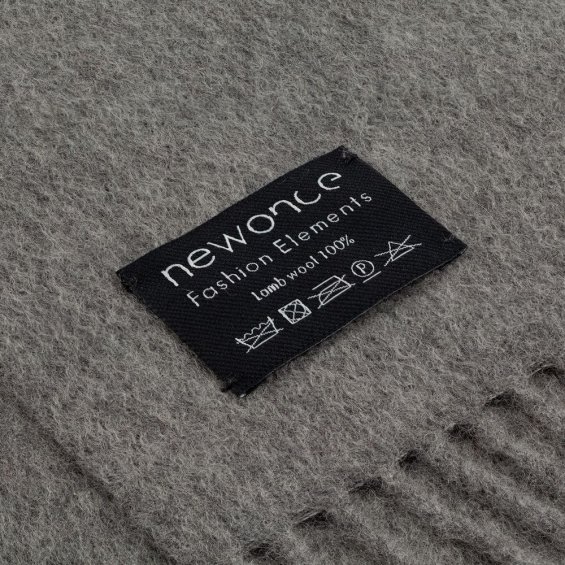 newonce
Fashion Elements
Lamb wool 100%
P